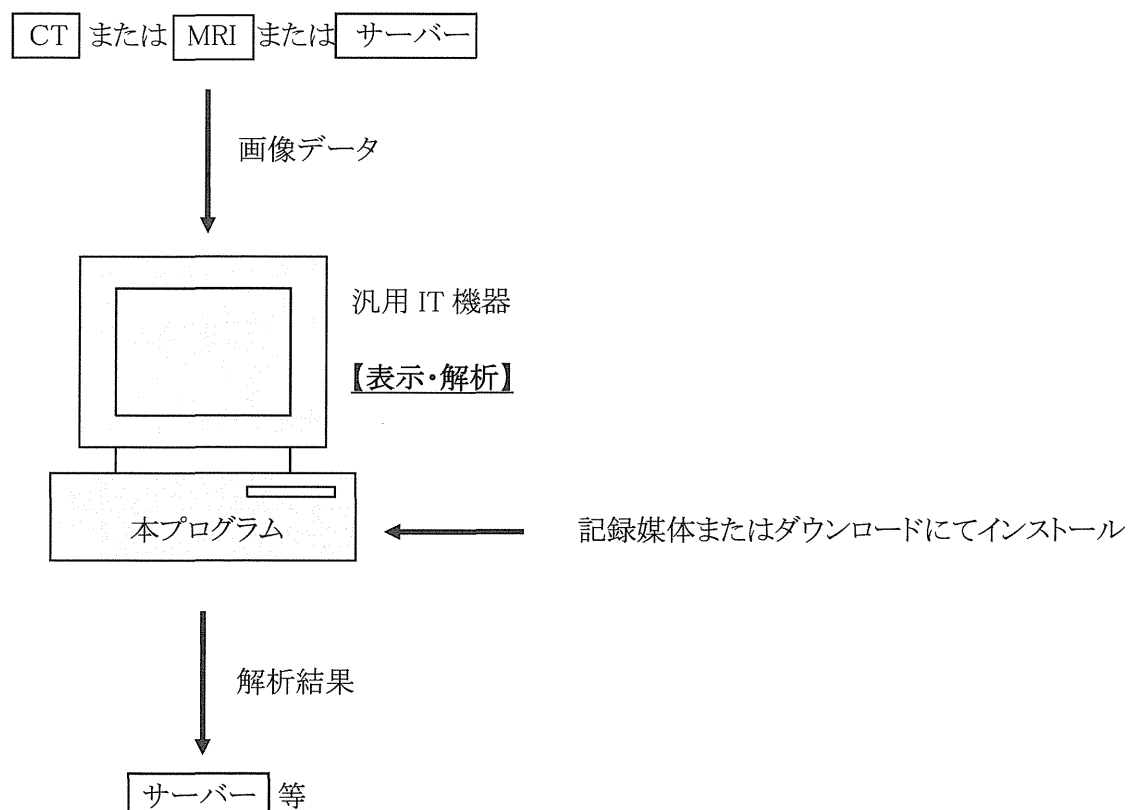 CT または MRI または サーバー
画像データ
汎用 IT 機器
【表示・解析】
本プログラム
記録媒体またはダウンロードにてインストール
解析結果
サーバー 等